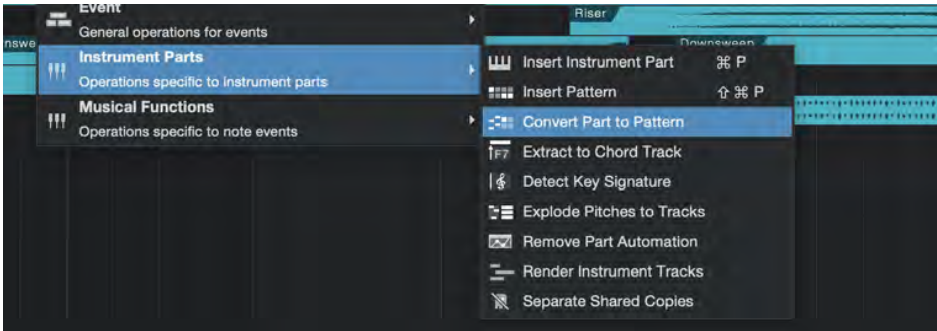 Event
General operations for events
Instrument Parts
Operations specific to instrument parts
Musical Functions
Operations specific to note events
Riser
nswe
Downsweep
Insert Instrument Part ⌘ P
Insert Pattern ⇧ ⌘ P
Convert Part to Pattern
F7 Extract to Chord Track
Detect Key Signature
Explode Pitches to Tracks
Remove Part Automation
Render Instrument Tracks
Separate Shared Copies